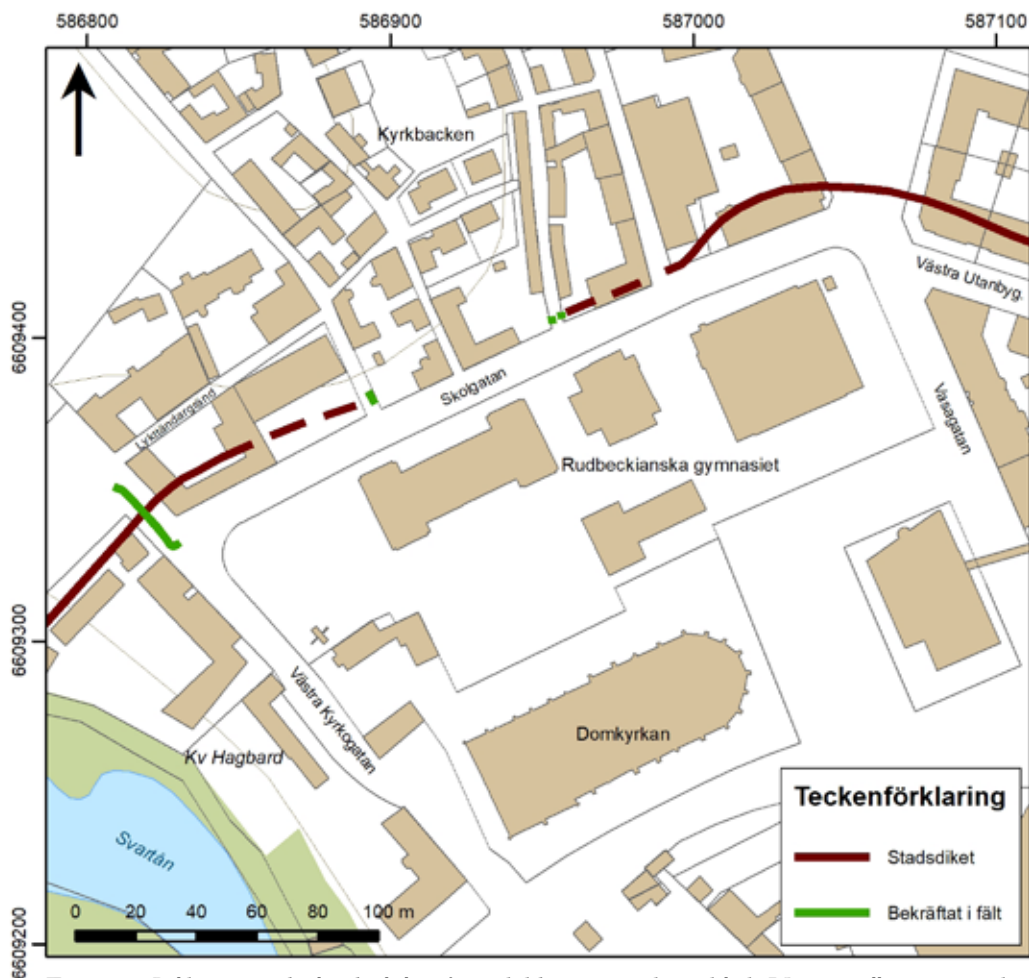 586800 586900 587000 587100
Kyrkbacken
Västra Utanbyg.
6609400
Skolgatan
Lykttändargränd
Vasagatan
Rudbeckianska gymnasiet
6609300
Västra Kyrkogatan
Domkyrkan
Kv Hagbard
Teckenförklaring
Svartån
Stadsdiket
0 20 40 60 80 100 m
Bekräftat i fält
6609200